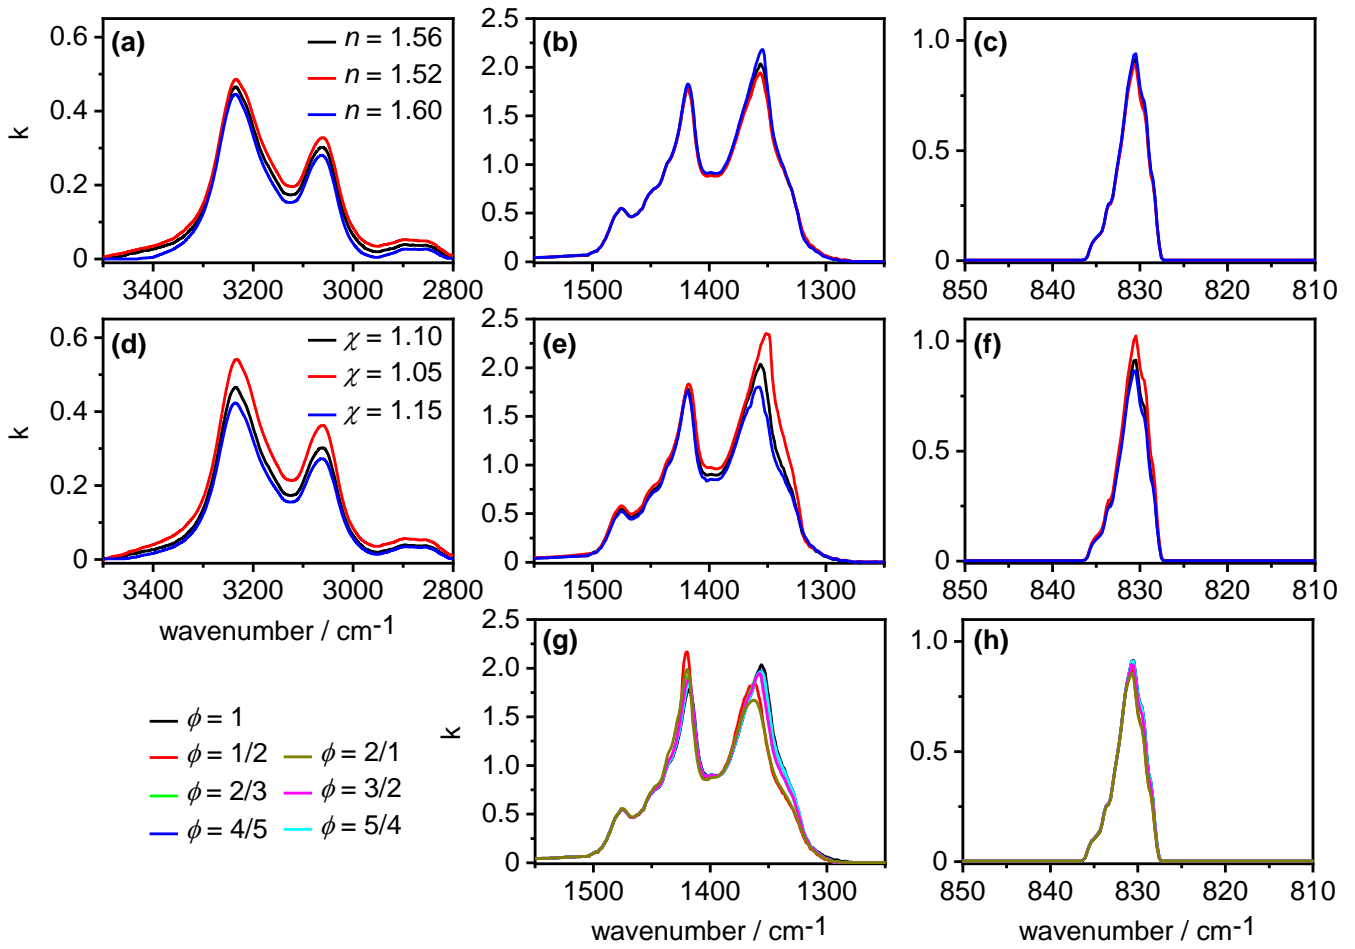 (a)
n = 1.56
n = 1.52
n = 1.60
k
0.6
0.4
0.2
0
3400 3200 3000 2800
(b)
2.5
2.0
1.5
1.0
0.5
0
1500 1400 1300
(c)
1.0
0.5
0
850 840 830 820 810
(d)
χ = 1.10
χ = 1.05
χ = 1.15
k
0.6
0.4
0.2
0
3400 3200 3000 2800
wavenumber / cm-1
(e)
2.5
2.0
1.5
1.0
0.5
0
1500 1400 1300
(f)
1.0
0.5
0
850 840 830 820 810
ϕ = 1
ϕ = 1/2
ϕ = 2/3
ϕ = 4/5
ϕ = 2/1
ϕ = 3/2
ϕ = 5/4
(g)
k
2.5
2.0
1.5
1.0
0.5
0
1500 1400 1300
wavenumber / cm-1
(h)
1.0
0.5
0
850 840 830 820 810
wavenumber / cm-1